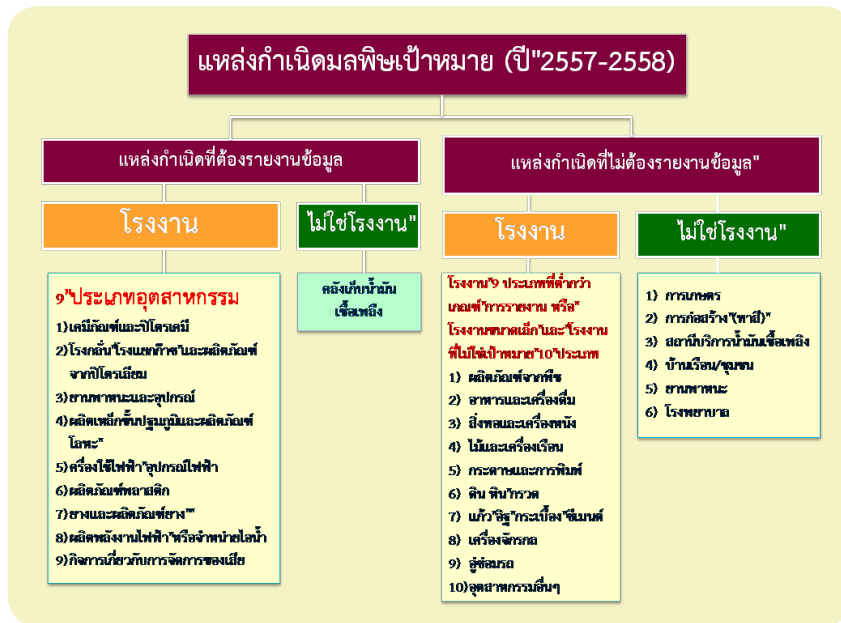 แหล่งกำเนิดมลพิษเป้าหมาย (ปี"2557-2558)
แหล่งกำเนิดที่ต้องรายงานข้อมูล
โรงงาน
9"ประเภทอุตสาหกรรม
1)เคมีภัณฑ์และปิโตรเคมี
2)โรงกลั่น"โรงแยกก๊าซ"และผลิตภัณฑ์
จากปิโตรเลียม
3)ยานพาหนะและอุปกรณ์
4)ผลิตเหล็กขั้นปฐมภูมิและผลิตภัณฑ์
โลหะ"
5)ครื่องใช้ไฟฟ้า"อุปกรณ์ไฟฟ้า
6)ผลิตภัณฑ์พลาสติก
7)ยางและผลิตภัณฑ์ยาง""
8)ผลิตพลังงานไฟฟ้า"หรือจำหน่ายไอน้ำ
9)กิจการเกี่ยวกับการจัดการของเสีย
ไม่ใช่โรงงาน"
คลังเก็บน้ำมัน
เชื้อเพลิง
แหล่งกำเนิดที่ไม่ต้องรายงานข้อมูล"
โรงงาน
โรงงาน"9 ประเภทที่ต่ำกว่า
เกณฑ์"การรายงาน หรือ"
โรงงานขนาดเล็ก"และ"โรงงาน
ที่ไม่ใช่เป้าหมาย"10"ประเภท
1) ผลิตภัณฑ์จากพืช
2) อาหารและเครื่องดื่ม
3) สิ่งทอและเครื่องหนัง
4) ไม้และเครื่องเรือน
5) กระดาษและการพิมพ์
6) ดิน หิน"กรวด
7) แก้ว"อิฐ"กระเบื้อง"ซีเมนต์
8) เครื่องจักรกล
9) อู่ซ่อมรถ
10)อุตสาหกรรมอื่นๆ
ไม่ใช่โรงงาน"
1) การเกษตร
2) การก่อสร้าง"(ทาสี)"
3) สถานีบริการน้ำมันเชื้อเพลิง
4) บ้านเรือน/ชุมชน
5) ยานพาหนะ
6) โรงพยาบาล